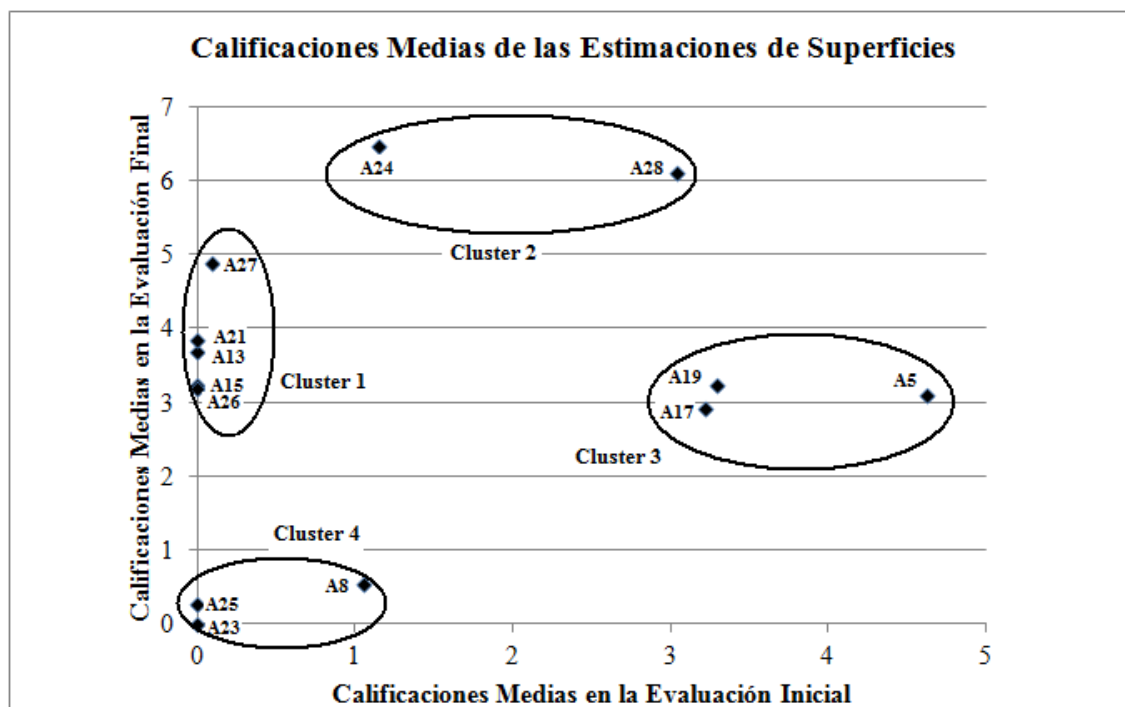 Calificaciones Medias de las Estimaciones de Superficies
Calificaciones Medias en la Evaluación Final
7
6
5
4
3
2
1
0
A24
A28
Cluster 2
A27
A21
A13
A15
A26
Cluster 1
A19
A5
A17
Cluster 3
Cluster 4
A8
A25
A23
0 1 2 3 4 5
Calificaciones Medias en la Evaluación Inicial